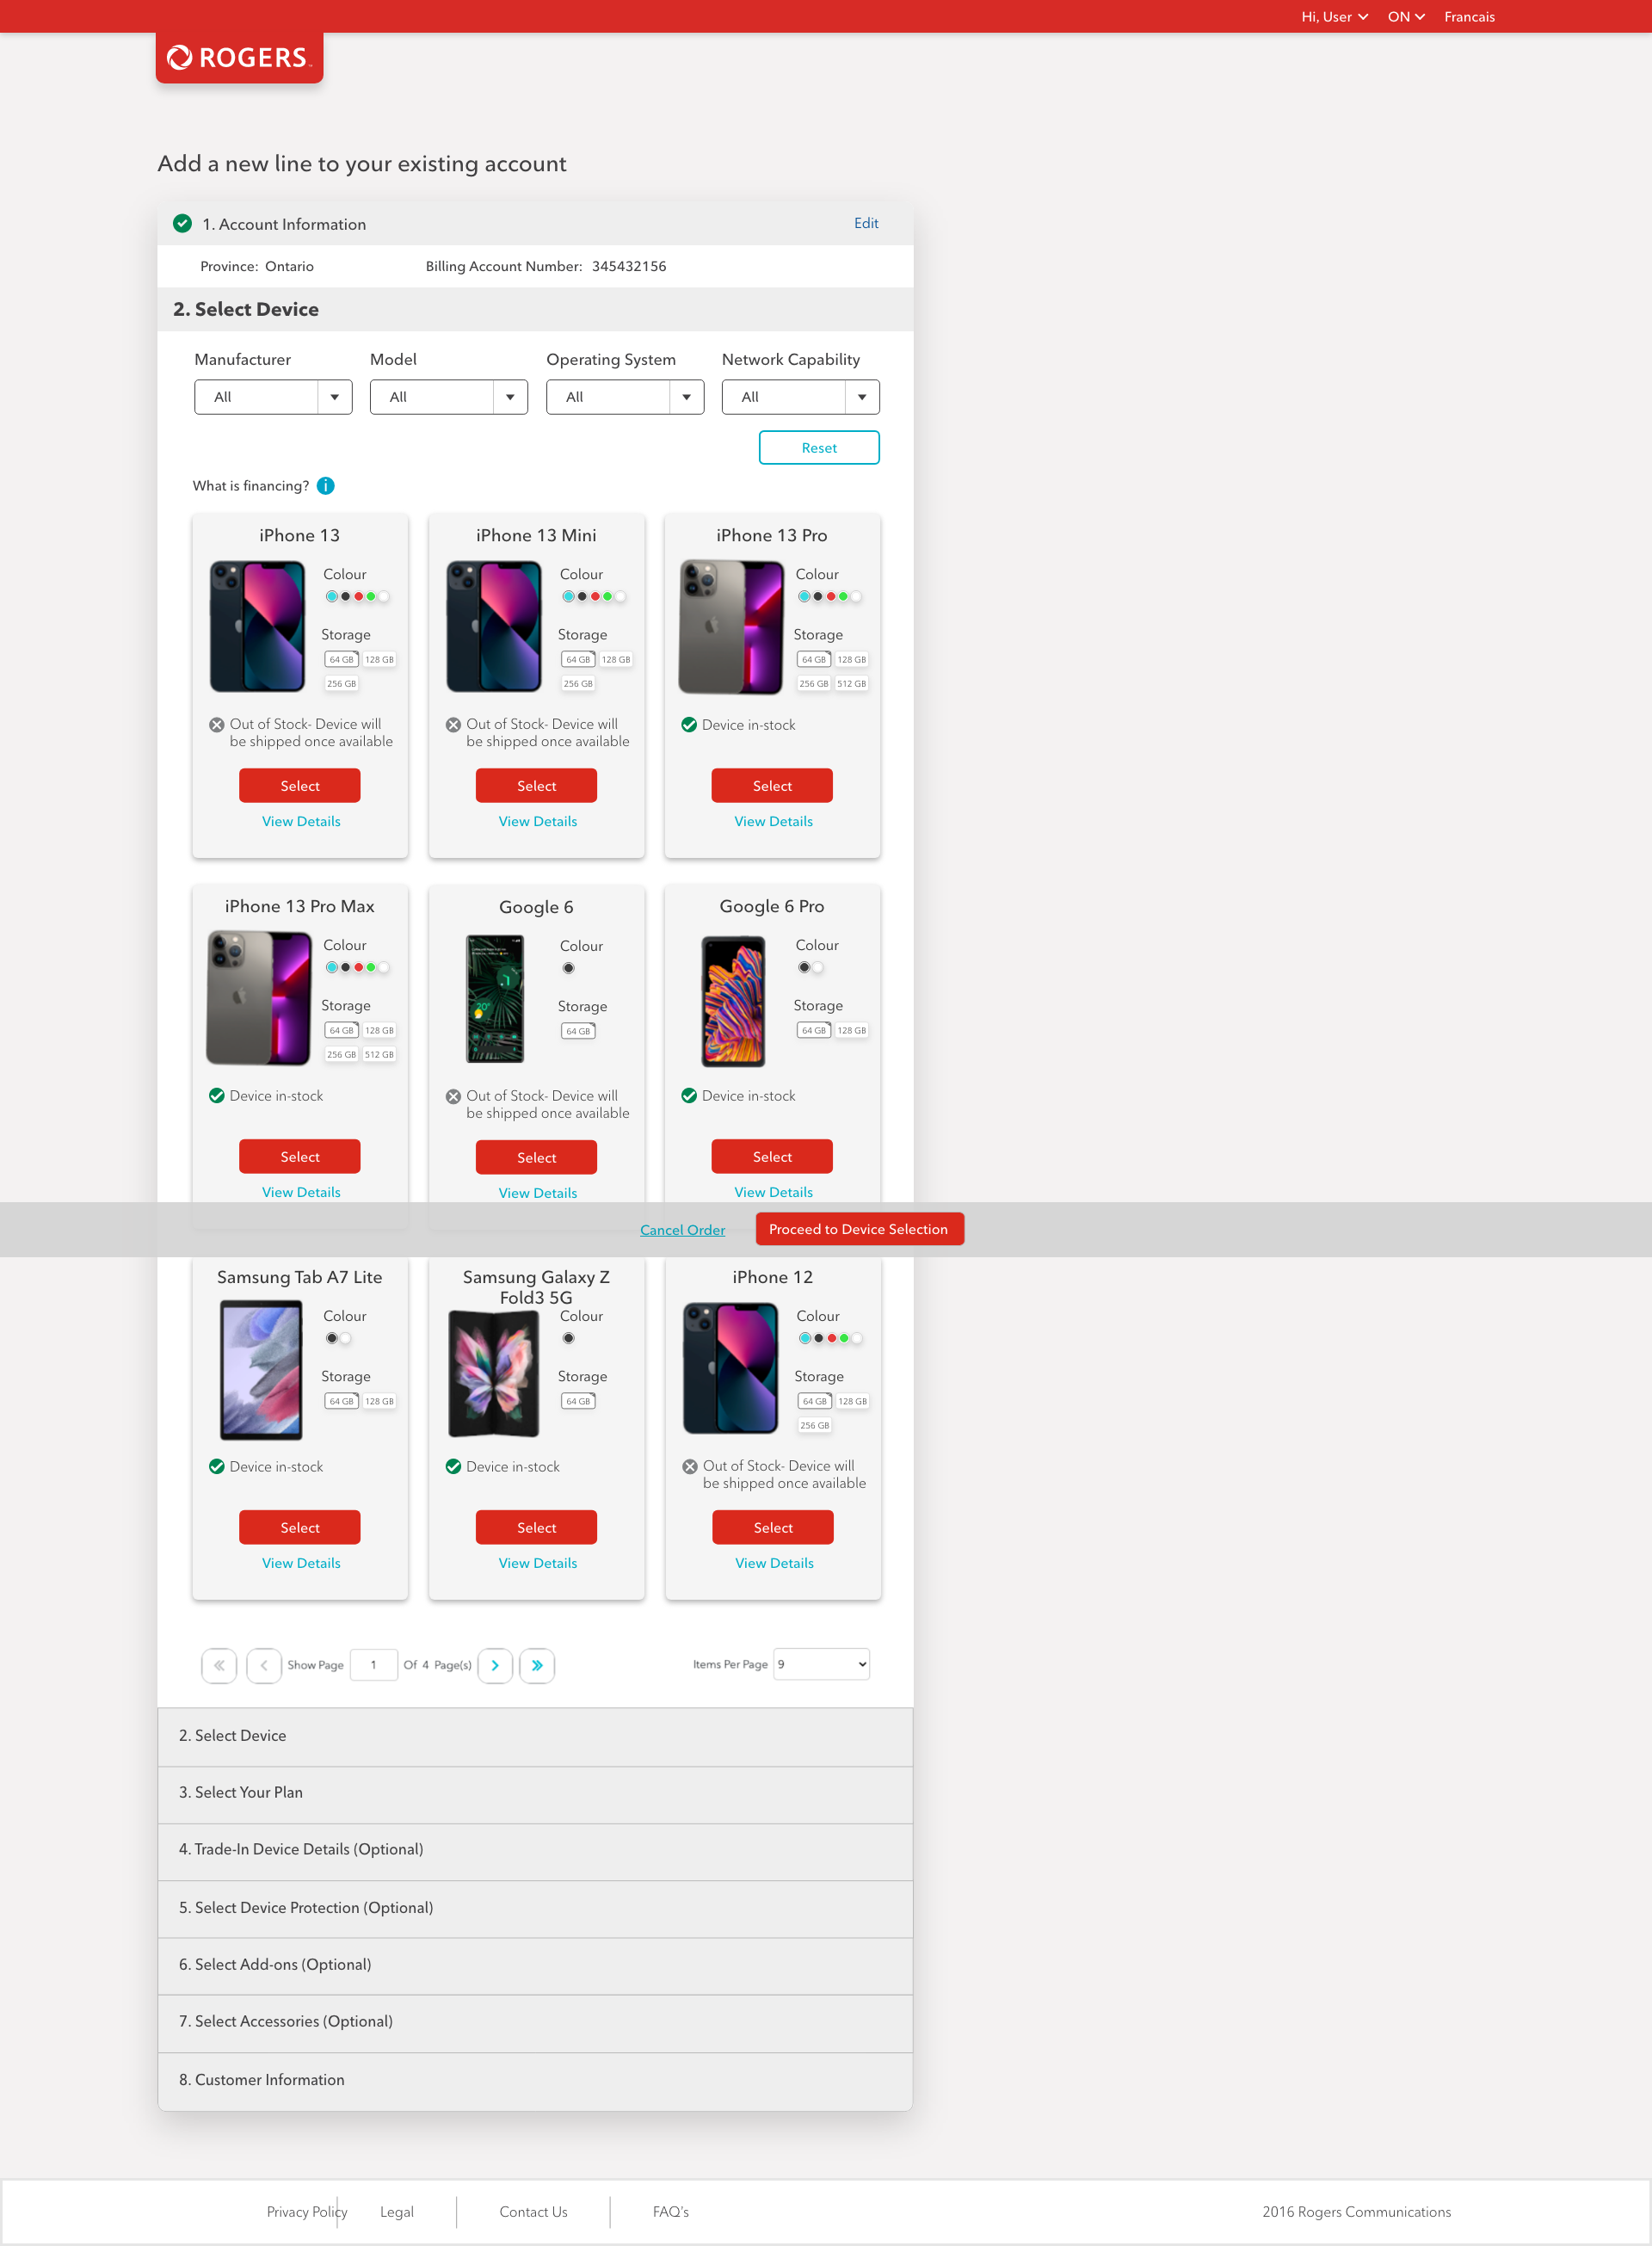 Hi, User ON Francais
ROGERS
Add a new line to your existing account
1. Account Information Edit
Province: Ontario Billing Account Number: 345432156
2. Select Device
Manufacturer Model Operating System Network Capability
All All All All
Reset
What is financing? i
iPhone 13
Colour
Storage
64 GB 128 GB
256 GB
Out of Stock- Device will
be shipped once available
Select
View Details
iPhone 13 Mini
Colour
Storage
64 GB 128 GB
256 GB
Out of Stock- Device will
be shipped once available
Select
View Details
iPhone 13 Pro
Colour
Storage
64 GB 128 GB
256 GB 512 GB
Device in-stock
Select
View Details
iPhone 13 Pro Max
Colour
Storage
64 GB 128 GB
256 GB 512 GB
Device in-stock
Select
View Details
Google 6
Colour
Storage
64 GB
Out of Stock- Device will
be shipped once available
Select
View Details
Google 6 Pro
Colour
Storage
64 GB 128 GB
Device in-stock
Select
View Details
Cancel Order Proceed to Device Selection
Samsung Tab A7 Lite
Colour
Storage
64 GB 128 GB
Device in-stock
Select
View Details
Samsung Galaxy Z
Fold3 5G
Colour
Storage
64 GB
Device in-stock
Select
View Details
iPhone 12
Colour
Storage
64 GB 128 GB
256 GB
Out of Stock- Device will
be shipped once available
Select
View Details
Show Page 1 Of 4 Page(s) Items Per Page 9
2. Select Device
3. Select Your Plan
4. Trade-In Device Details (Optional)
5. Select Device Protection (Optional)
6. Select Add-ons (Optional)
7. Select Accessories (Optional)
8. Customer Information
Privacy Policy Legal Contact Us FAQ's 2016 Rogers Communications